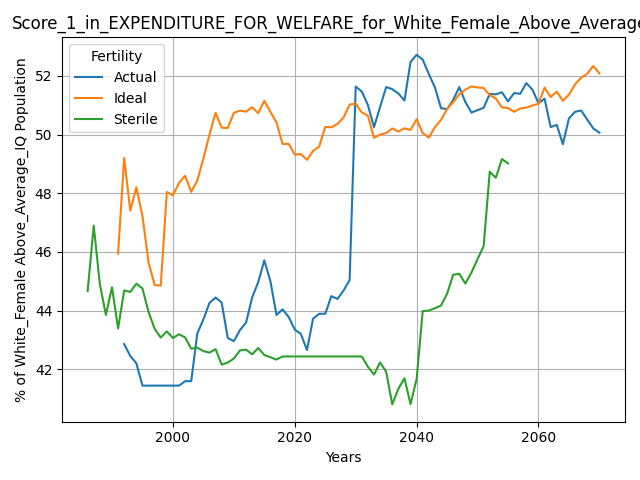 Score_1_in_EXPENDITURE_FOR_WELFARE_for_White_Female_Above_Average
Fertility
Actual
Ideal
Sterile
% of White_Female Above_Average_IQ Population
52
50
48
46
44
42
2000 2020 2040 2060
Years